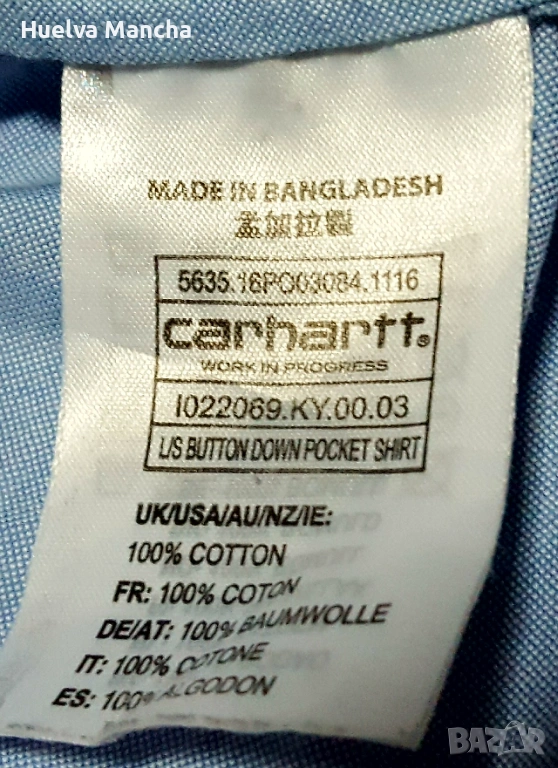 Huelva Mancha
MADE IN BANGLADESH
孟加拉製
5635.16PO03084.1116
carhartt®
WORK IN PROGRESS
I022069.KY.00.03
L/S BUTTON DOWN POCKET SHIRT
UK/USA/AU/NZ/IE:
100% COTTON
FR: 100% COTON
DE/AT: 100% BAUMWOLLE
IT: 100% COTONE
ES: 100% ALGODON
BAZAR